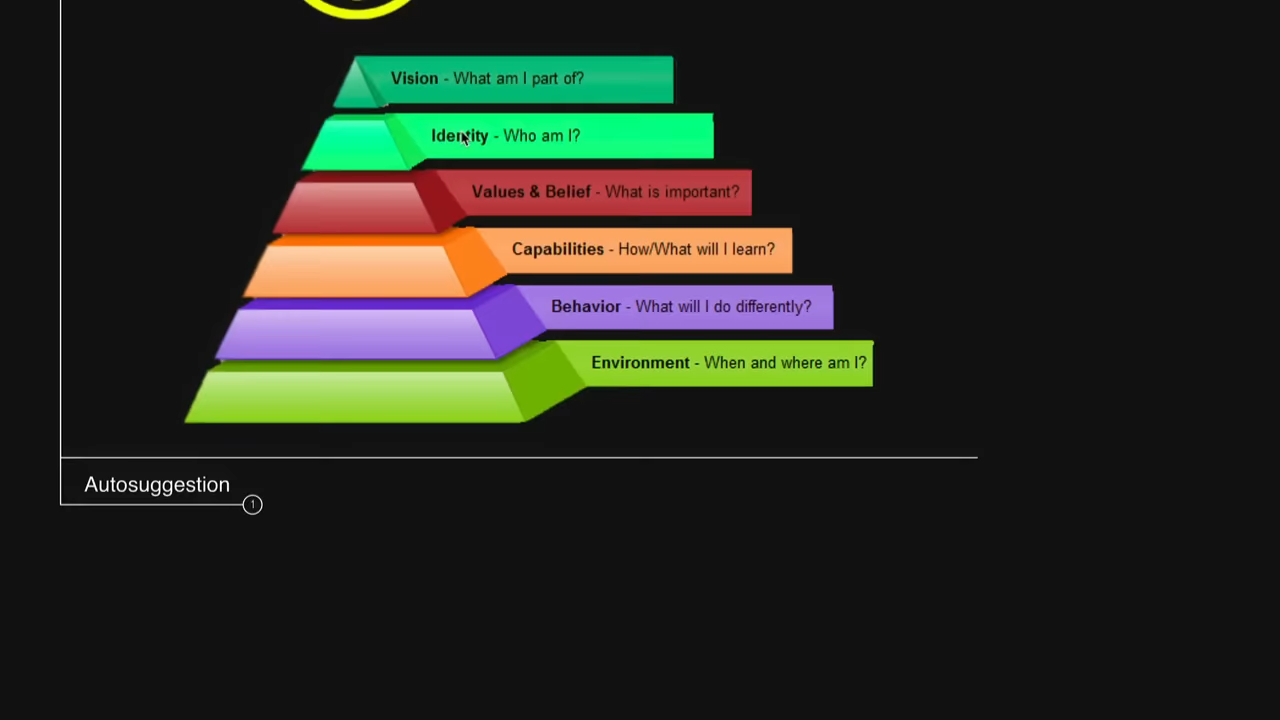 Vision - What am I part of?
Identity - Who am I?
Values & Belief - What is important?
Capabilities - How/What will I learn?
Behavior - What will I do differently?
Environment - When and where am I?
Autosuggestion
1